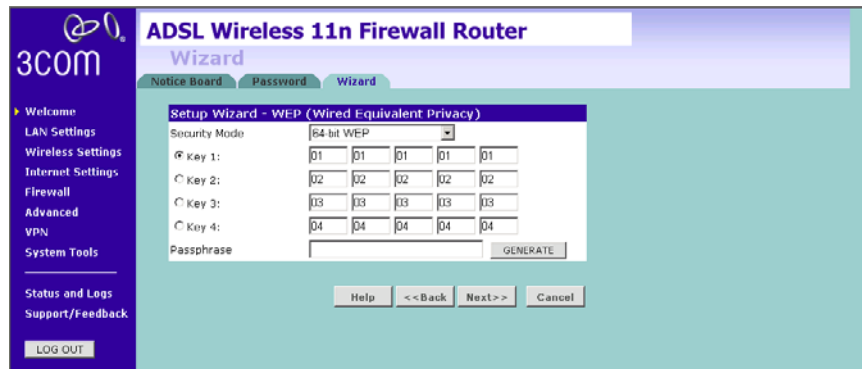 3COM
ADSL Wireless 11n Firewall Router
Wizard
Notice Board Password Wizard
Welcome
LAN Settings
Wireless Settings
Internet Settings
Firewall
Advanced
VPN
System Tools
Status and Logs
Support/Feedback
LOG OUT
Setup Wizard - WEP (Wired Equivalent Privacy)
Security Mode 64-bit WEP
Key 1: 01 01 01 01 01
Key 2: 02 02 02 02 02
Key 3: 03 03 03 03 03
Key 4: 04 04 04 04 04
Passphrase GENERATE
Help <<Back Next>> Cancel